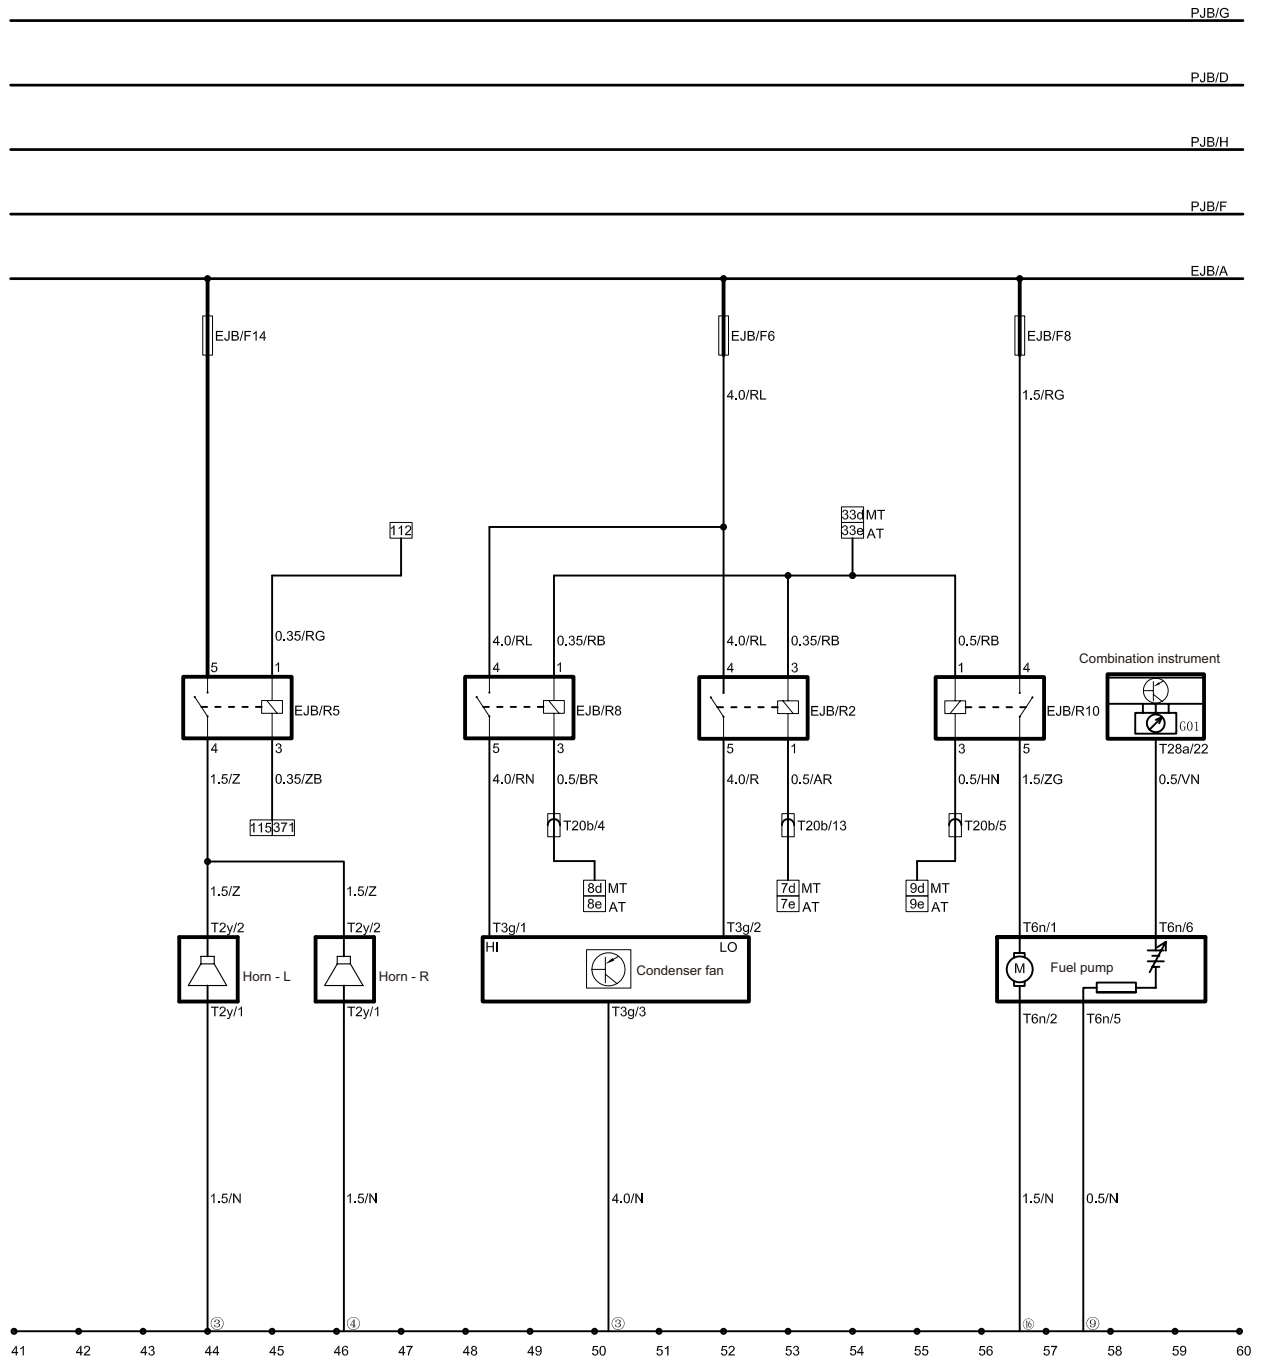 PJB/G
PJB/D
PJB/H
PJB/F
EJB/A
EJB/F14
EJB/F6
EJB/F8
4.0/RL
1.5/RG
112
33d MT
33e AT
0.35/RG
4.0/RL
0.35/RB
4.0/RL
0.35/RB
0.5/RB
Combination instrument
5
1
4
1
4
3
1
4
EJB/R5
EJB/R8
EJB/R2
EJB/R10
G01
4
3
5
3
5
1
3
5
T28a/22
1.5/Z
0.35/ZB
4.0/RN
0.5/BR
4.0/R
0.5/AR
0.5/HN
1.5/ZG
0.5/VN
115 371
T20b/4
T20b/13
T20b/5
1.5/Z
1.5/Z
8d MT
8e AT
7d MT
7e AT
9d MT
9e AT
T2y/2
T2y/2
T3g/1
T3g/2
T6n/1
T6n/6
HI
LO
Horn - L
Horn - R
Condenser fan
M
Fuel pump
T2y/1
T2y/1
T3g/3
T6n/2
T6n/5
1.5/N
1.5/N
4.0/N
1.5/N
0.5/N
③
④
③
⑯
⑨
41 42 43 44 45 46 47 48 49 50 51 52 53 54 55 56 57 58 59 60